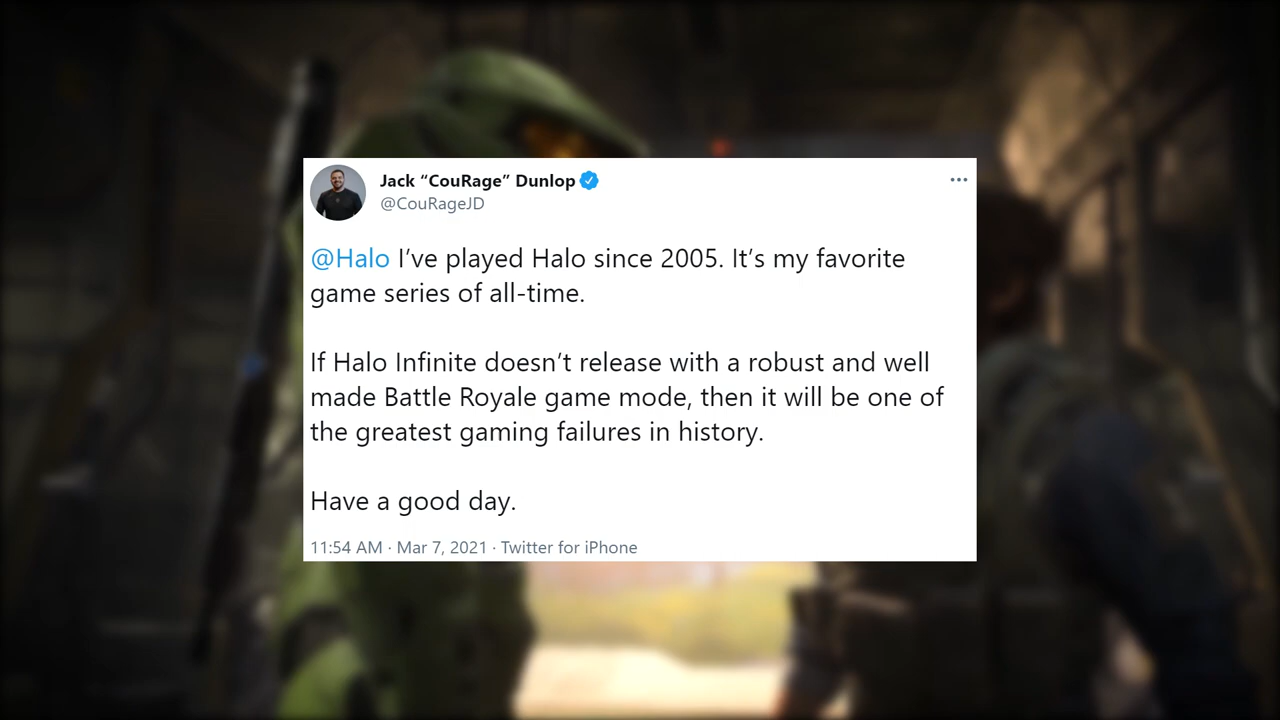 Jack “CouRage” Dunlop
@CouRageJD
@Halo I’ve played Halo since 2005. It’s my favorite
game series of all-time.
If Halo Infinite doesn’t release with a robust and well
made Battle Royale game mode, then it will be one of
the greatest gaming failures in history.
Have a good day.
11:54 AM · Mar 7, 2021 · Twitter for iPhone